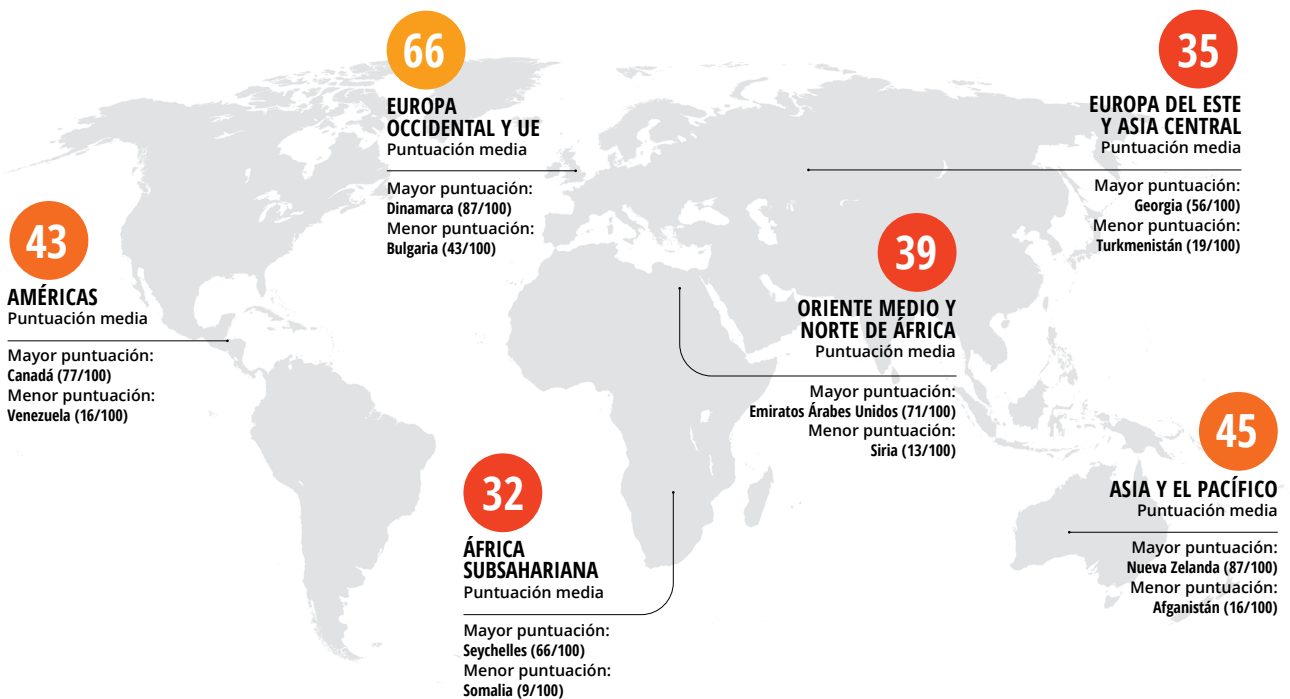 66
EUROPA
OCCIDENTAL Y UE
Puntuación media
Mayor puntuación:
Dinamarca (87/100)
Menor puntuación:
Bulgaria (43/100)
35
EUROPA DEL ESTE
Y ASIA CENTRAL
Puntuación media
Mayor puntuación:
Georgia (56/100)
Menor puntuación:
Turkmenistán (19/100)
43
AMÉRICAS
Puntuación media
Mayor puntuación:
Canadá (77/100)
Menor puntuación:
Venezuela (16/100)
39
ORIENTE MEDIO Y
NORTE DE ÁFRICA
Puntuación media
Mayor puntuación:
Emiratos Árabes Unidos (71/100)
Menor puntuación:
Siria (13/100)
32
ÁFRICA
SUBSAHARIANA
Puntuación media
Mayor puntuación:
Seychelles (66/100)
Menor puntuación:
Somalia (9/100)
45
ASIA Y EL PACÍFICO
Puntuación media
Mayor puntuación:
Nueva Zelanda (87/100)
Menor puntuación:
Afganistán (16/100)